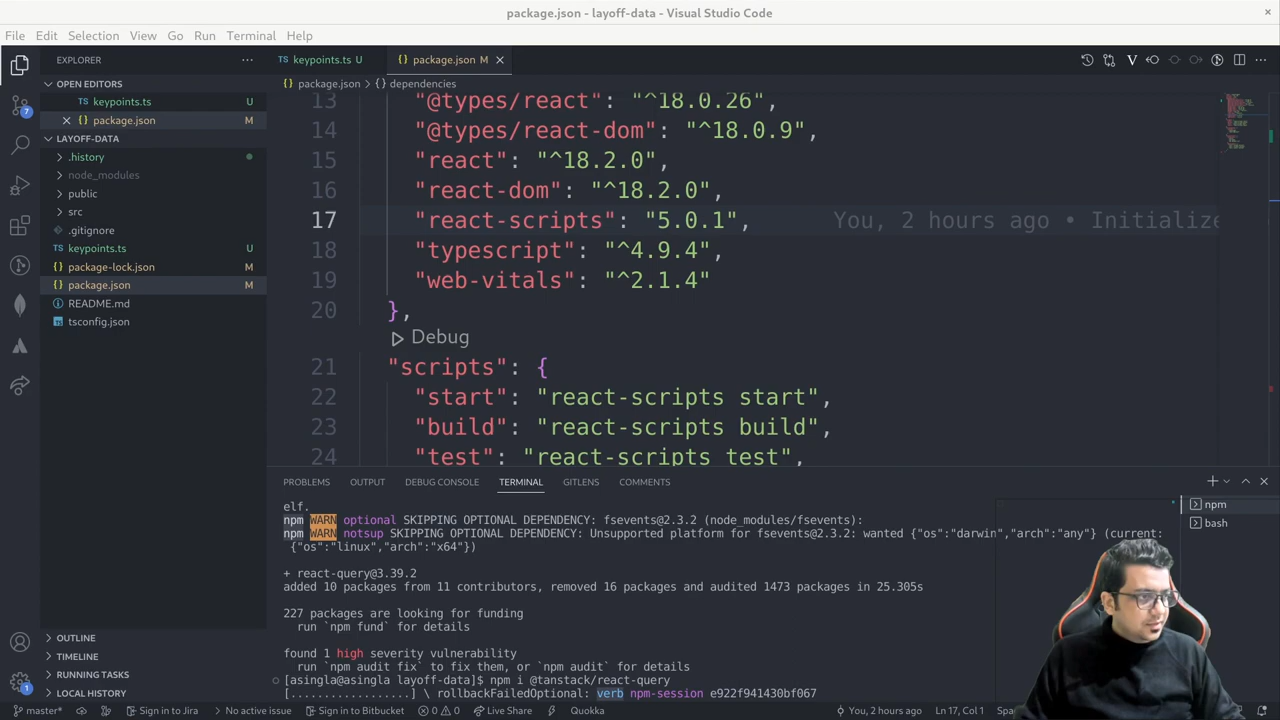 package.json - layoff-data - Visual Studio Code
File Edit Selection View Go Run Terminal Help
EXPLORER
TS keypoints.ts U
{} package.json M
OPEN EDITORS
TS keypoints.ts U
{} package.json M
LAYOFF-DATA
.history
node_modules
public
src
.gitignore
TS keypoints.ts U
{} package-lock.json M
{} package.json M
README.md
tsconfig.json
OUTLINE
TIMELINE
RUNNING TASKS
LOCAL HISTORY
{} package.json > {} dependencies
13 "@types/react": "^18.0.26",
14 "@types/react-dom": "^18.0.9",
15 "react": "^18.2.0",
16 "react-dom": "^18.2.0",
17 "react-scripts": "5.0.1", You, 2 hours ago • Initialize
18 "typescript": "^4.9.4",
19 "web-vitals": "^2.1.4"
20 },
Debug
21 "scripts": {
22 "start": "react-scripts start",
23 "build": "react-scripts build",
24 "test": "react-scripts test",
PROBLEMS OUTPUT DEBUG CONSOLE TERMINAL GITLENS COMMENTS
elf.
npm WARN optional SKIPPING OPTIONAL DEPENDENCY: fsevents@2.3.2 (node_modules/fsevents):
npm WARN notsup SKIPPING OPTIONAL DEPENDENCY: Unsupported platform for fsevents@2.3.2: wanted {"os":"darwin","arch":"any"} (current:
{"os":"linux","arch":"x64"})
+ react-query@3.39.2
added 10 packages from 11 contributors, removed 16 packages and audited 1473 packages in 25.305s
227 packages are looking for funding
run `npm fund` for details
found 1 high severity vulnerability
run `npm audit fix` to fix them, or `npm audit` for details
[asingla@asingla layoff-data]$ npm i @tanstack/react-query
[..................] \ rollbackFailedOptional: verb npm-session e922f941430bf067
npm
bash
7
1
master* Sign in to Jira No active issue Sign in to Bitbucket 0 0 Live Share Quokka You, 2 hours ago Ln 17, Col 1